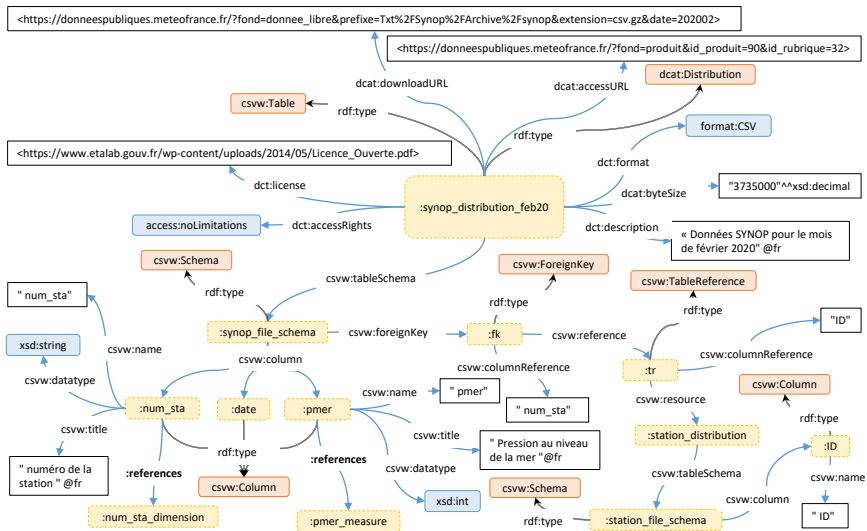 <https://donneespubliques.meteofrance.fr/?fond=donnee_libre&prefixe=Txt%2FSynop%2FArchive%2Fsynop&extension=csv.gz&date=202002>
<https://donneespubliques.meteofrance.fr/?fond=produit&id_produit=90&id_rubrique=32>
dcat:downloadURL
dcat:accessURL
dcat:Distribution
csvw:Table
rdf:type
rdf:type
format:CSV
<https://www.etalab.gouv.fr/wp-content/uploads/2014/05/Licence_Ouverte.pdf>
dct:format
dct:license
:synop_distribution_feb20
dcat:byteSize
"3735000"^^xsd:decimal
access:noLimitations
dct:accessRights
dct:description
« Données SYNOP pour le mois
de février 2020" @fr
csvw:Schema
csvw:tableSchema
csvw:ForeignKey
csvw:TableReference
" num_sta"
rdf:type
rdf:type
rdf:type
"ID"
xsd:string
csvw:name
:synop_file_schema
csvw:foreignKey
:fk
csvw:reference
:tr
csvw:columnReference
csvw:column
csvw:columnReference
csvw:datatype
csvw:name
" pmer"
csvw:resource
csvw:Column
:num_sta
:date
:pmer
" num_sta"
rdf:type
csvw:title
csvw:title
:station_distribution
:ID
rdf:type
" Pression au niveau
de la mer "@fr
" numéro de la
station " @fr
:references
:references
csvw:datatype
csvw:tableSchema
csvw:name
csvw:Column
csvw:Schema
csvw:column
xsd:int
:num_sta_dimension
:pmer_measure
rdf:type
:station_file_schema
" ID"